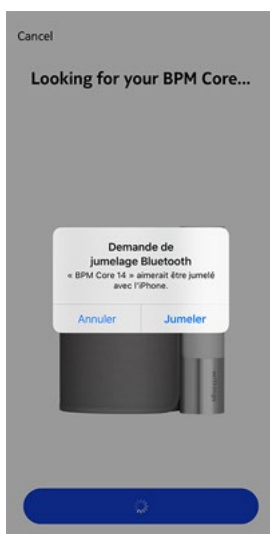 Cancel
Looking for your BPM Core...
Demande de
jumelage Bluetooth
« BPM Core 14 » aimerait être jumelé
avec l'iPhone.
Annuler
Jumeler